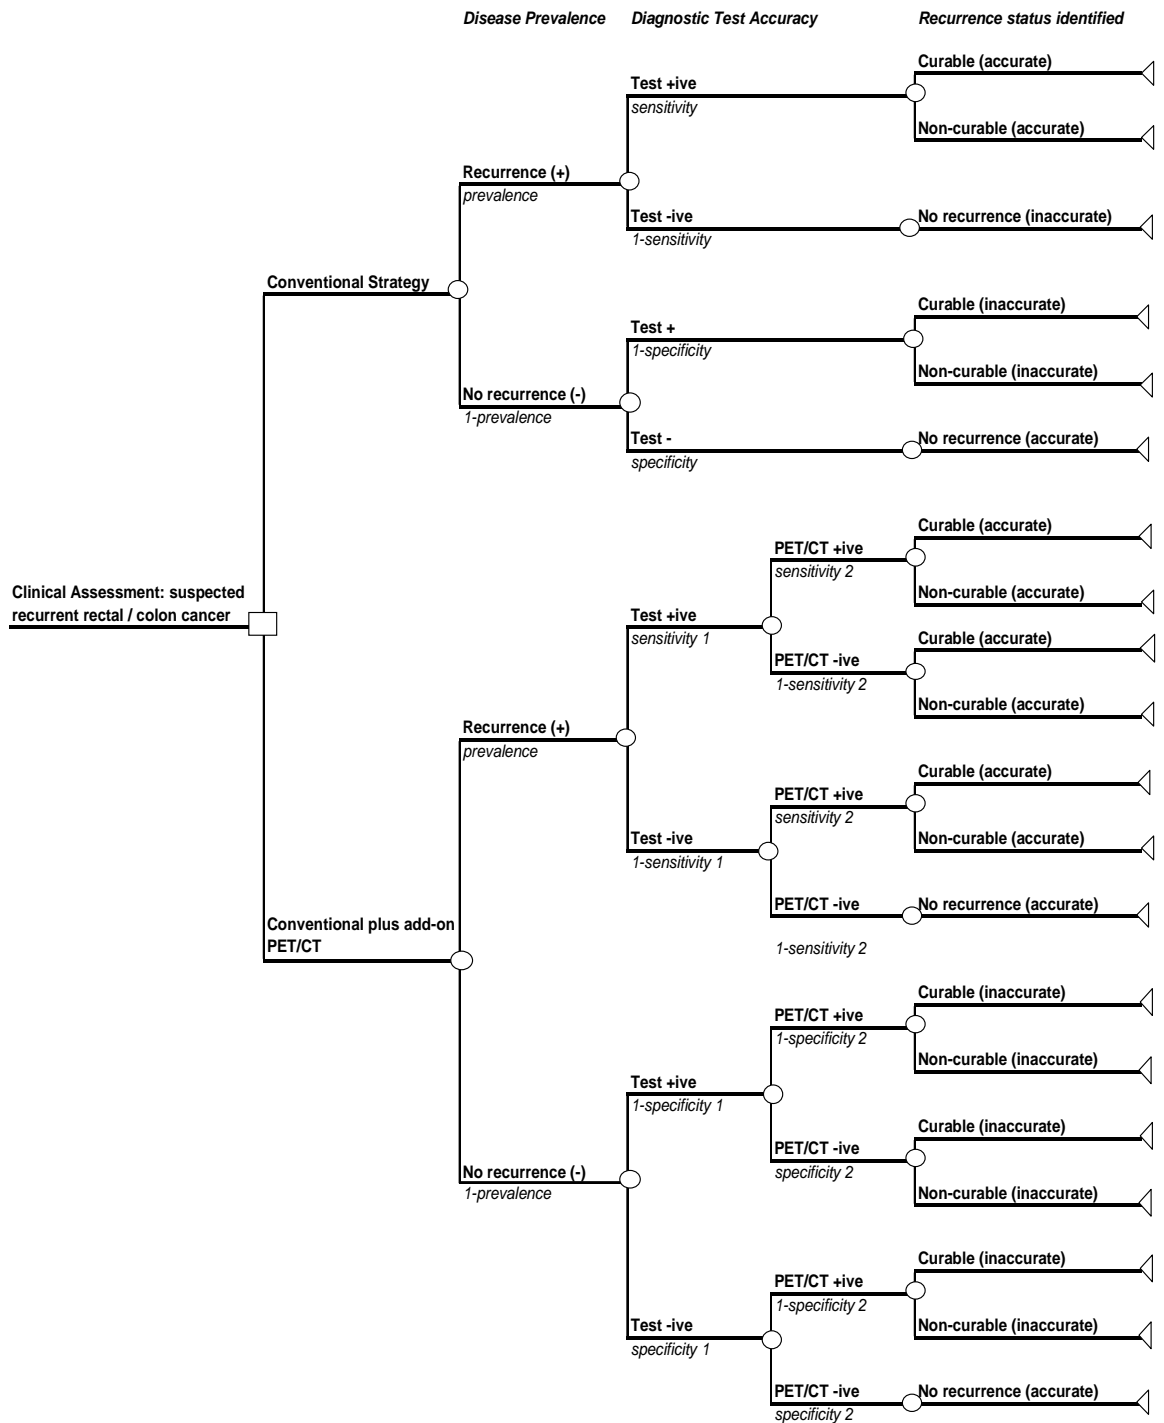 Disease Prevalence
Diagnostic Test Accuracy
Recurrence status identified
Curable (accurate)
Test +ive
sensitivity
Non-curable (accurate)
Recurrence (+)
prevalence
Test -ive
1-sensitivity
No recurrence (inaccurate)
Conventional Strategy
Curable (inaccurate)
Test +
1-specificity
Non-curable (inaccurate)
No recurrence (-)
1-prevalence
Test -
specificity
No recurrence (accurate)
Curable (accurate)
PET/CT +ive
sensitivity 2
Non-curable (accurate)
Clinical Assessment: suspected
recurrent rectal / colon cancer
Test +ive
sensitivity 1
Curable (accurate)
PET/CT -ive
1-sensitivity 2
Non-curable (accurate)
Recurrence (+)
prevalence
Curable (accurate)
PET/CT +ive
sensitivity 2
Test -ive
1-sensitivity 1
Non-curable (accurate)
PET/CT -ive
No recurrence (accurate)
1-sensitivity 2
Conventional plus add-on
PET/CT
Curable (inaccurate)
PET/CT +ive
1-specificity 2
Non-curable (inaccurate)
Test +ive
1-specificity 1
Curable (inaccurate)
PET/CT -ive
specificity 2
Non-curable (inaccurate)
No recurrence (-)
1-prevalence
Curable (inaccurate)
PET/CT +ive
1-specificity 2
Test -ive
specificity 1
Non-curable (inaccurate)
PET/CT -ive
specificity 2
No recurrence (accurate)